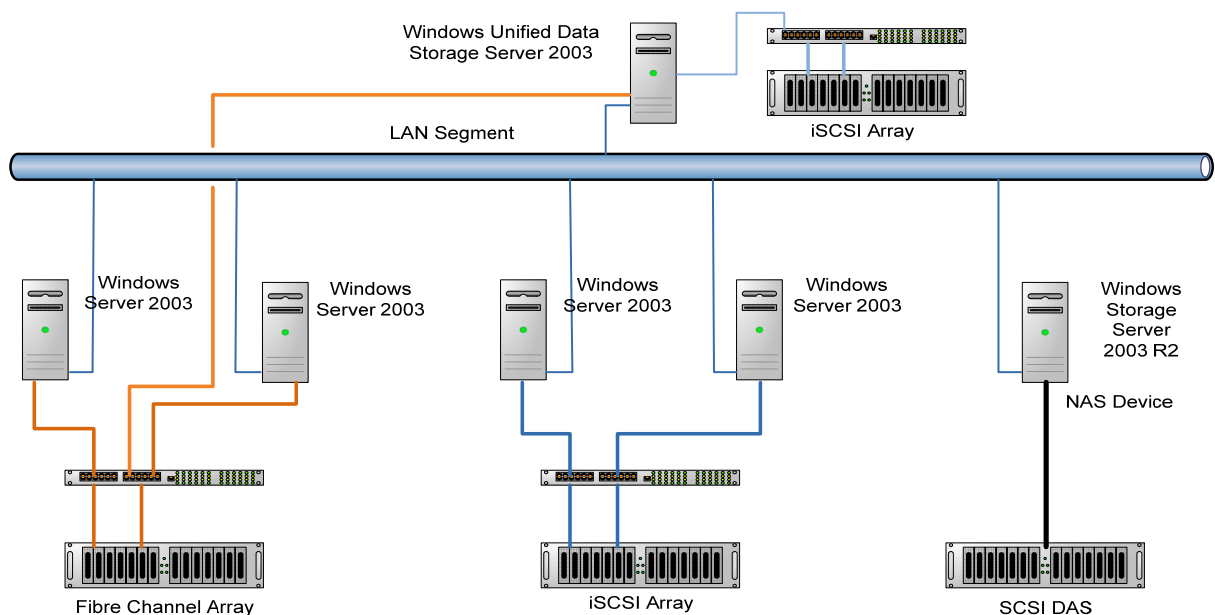 Windows Unified Data
Storage Server 2003
iSCSI Array
LAN Segment
Windows
Server 2003
Windows
Server 2003
Windows
Server 2003
Windows
Server 2003
Windows
Storage
Server
2003 R2
NAS Device
Fibre Channel Array
iSCSI Array
SCSI DAS